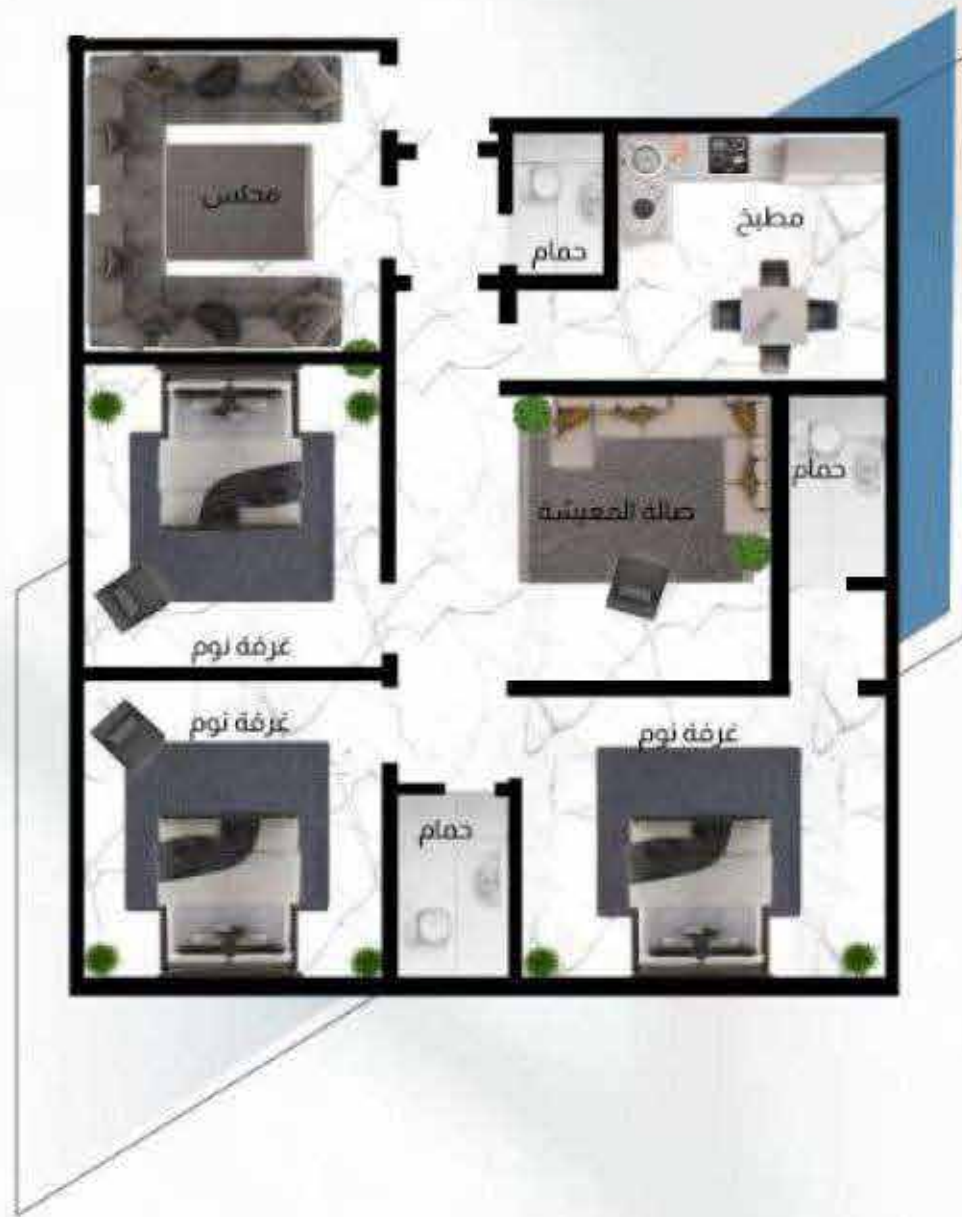 مجلس
مطبخ
حمام
حمام
صالة المعيشة
غرفة نوم
غرفة نوم
غرفة نوم
حمام